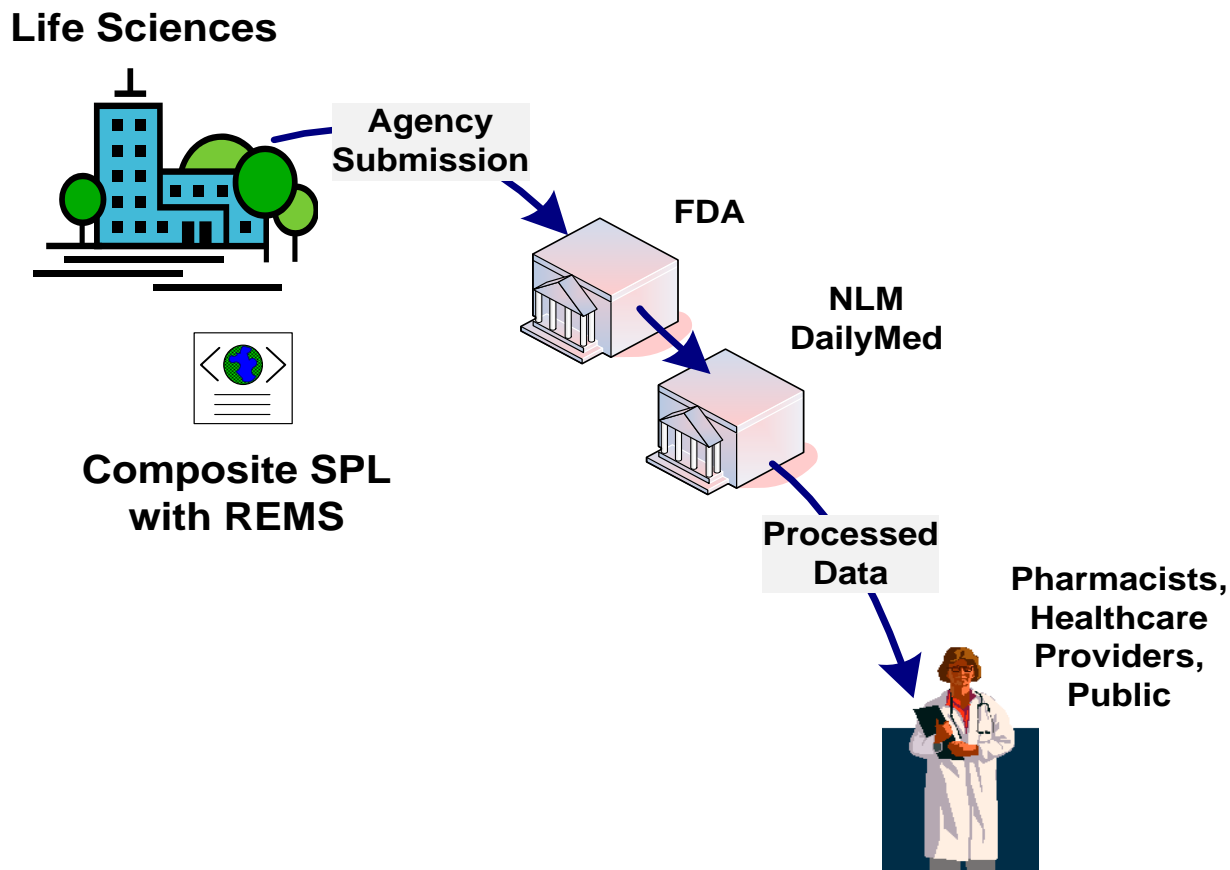 Life Sciences
Agency
Submission
FDA
NLM
DailyMed
Composite SPL
with REMS
Processed
Data
Pharmacists,
Healthcare
Providers,
Public